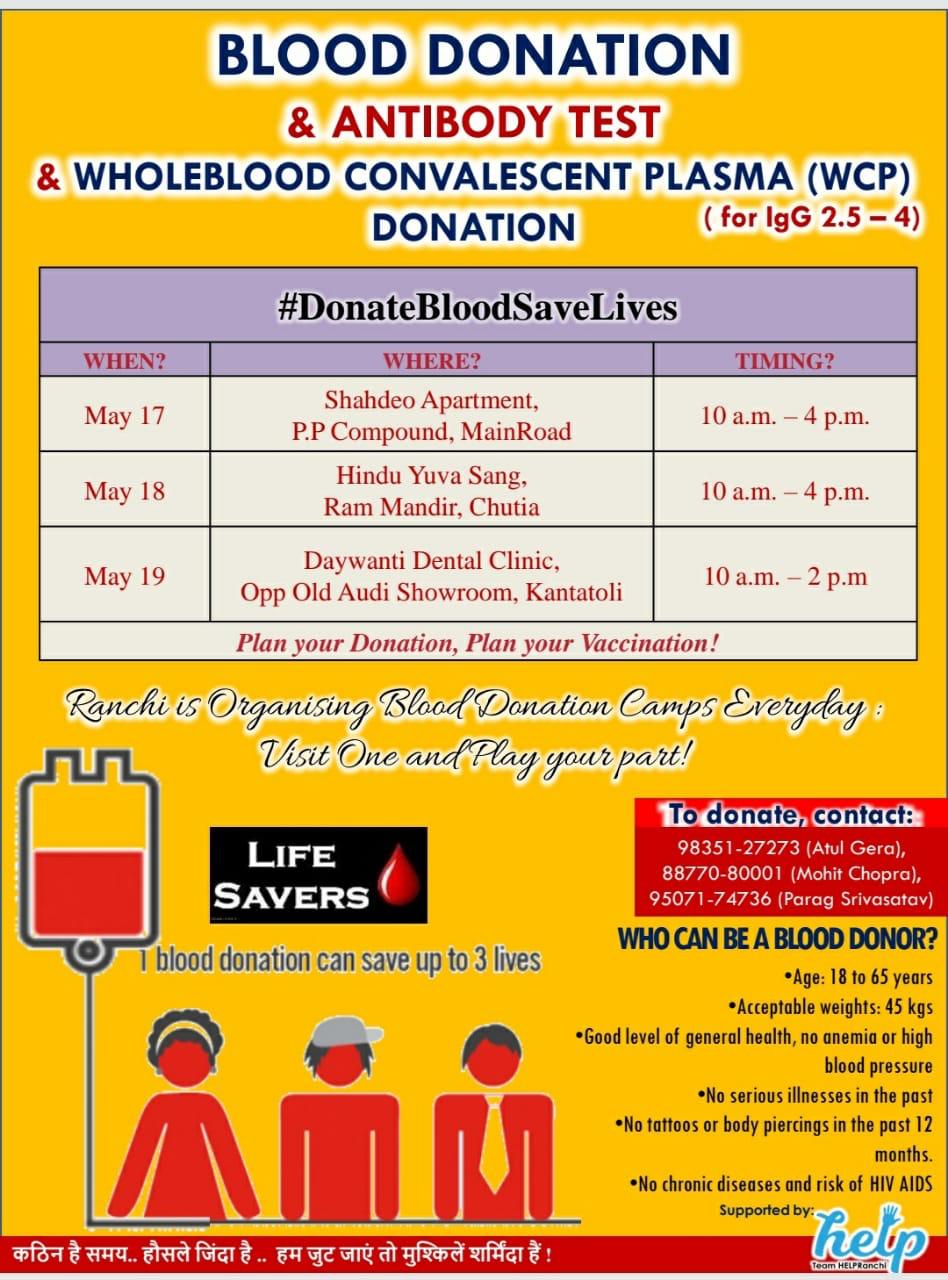 BLOOD DONATION
& ANTIBODY TEST
& WHOLEBLOOD CONVALESCENT PLASMA (WCP)
DONATION
( for IgG 2.5 – 4)
#DonateBloodSaveLives
WHEN? WHERE? TIMING?
May 17 Shahdeo Apartment,
P.P Compound, MainRoad 10 a.m. – 4 p.m.
May 18 Hindu Yuva Sang,
Ram Mandir, Chutia 10 a.m. – 4 p.m.
May 19 Daywanti Dental Clinic,
Opp Old Audi Showroom, Kantatoli 10 a.m. – 2 p.m
Plan your Donation, Plan your Vaccination!
Ranchi is Organising Blood Donation Camps Everyday :
Visit One and Play your part!
LIFE
SAVERS
1 blood donation can save up to 3 lives
To donate, contact:
98351-27273 (Atul Gera),
88770-80001 (Mohit Chopra),
95071-74736 (Parag Srivasatav)
WHO CAN BE A BLOOD DONOR?
•Age: 18 to 65 years
•Acceptable weights: 45 kgs
•Good level of general health, no anemia or high
blood pressure
•No serious illnesses in the past
•No tattoos or body piercings in the past 12
months.
•No chronic diseases and risk of HIV AIDS
Supported by:
help
Team HELPRanchi
कठिन है समय.. हौसले जिंदा है .. हम जुट जाएं तो मुश्किलें शर्मिंदा हैं !